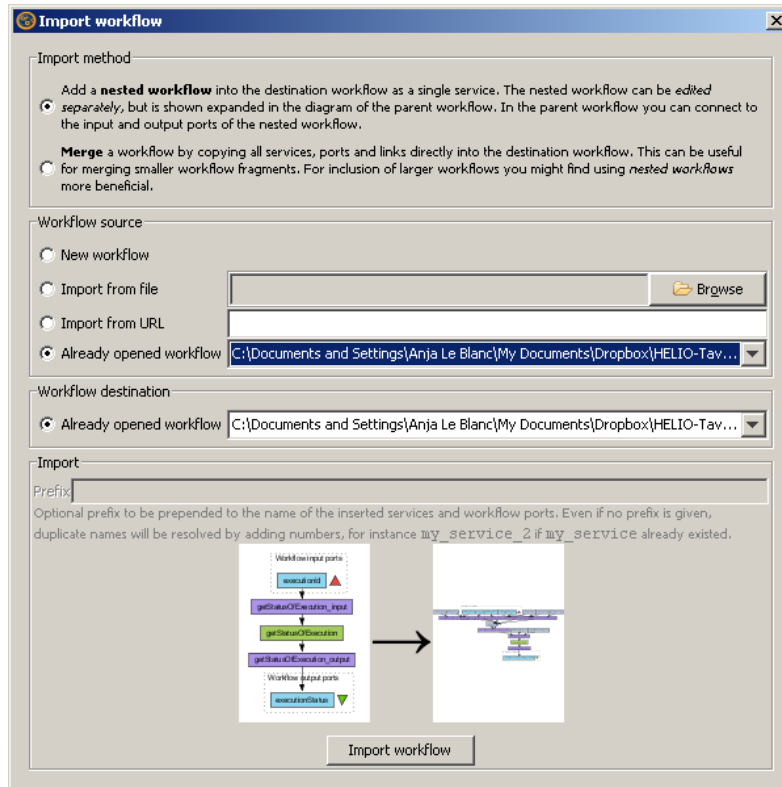 Import workflow
Import method
Add a nested workflow into the destination workflow as a single service. The nested workflow can be edited
separately, but is shown expanded in the diagram of the parent workflow. In the parent workflow you can connect to
the input and output ports of the nested workflow.
Merge a workflow by copying all services, ports and links directly into the destination workflow. This can be useful
for merging smaller workflow fragments. For inclusion of larger workflows you might find using nested workflows
more beneficial.
Workflow source
New workflow
Import from file
Browse
Import from URL
Already opened workflow C:\Documents and Settings\Anja Le Blanc\My Documents\Dropbox\HELIO-Tav...
Workflow destination
Already opened workflow C:\Documents and Settings\Anja Le Blanc\My Documents\Dropbox\HELIO-Tav...
Import
Prefix
Optional prefix to be prepended to the name of the inserted services and workflow ports. Even if no prefix is given,
duplicate names will be resolved by adding numbers, for instance my_service_2 if my_service already existed.
Workflow input ports
executionId
getStatusOfExecution_input
getStatusOfExecution
getStatusOfExecution_output
Workflow output ports
executionStatus
Import workflow